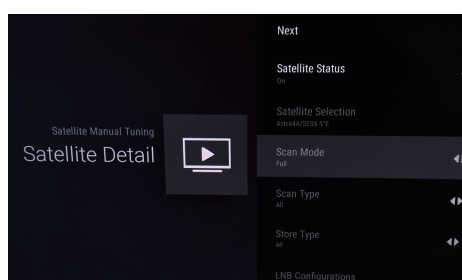 Next
Satellite Status
On
Satellite Selection
Astra4A/SES5 5°E
Satellite Manual Tuning
Satellite Detail
Scan Mode
Full
Scan Type
All
Store Type
All
LNB Configurations